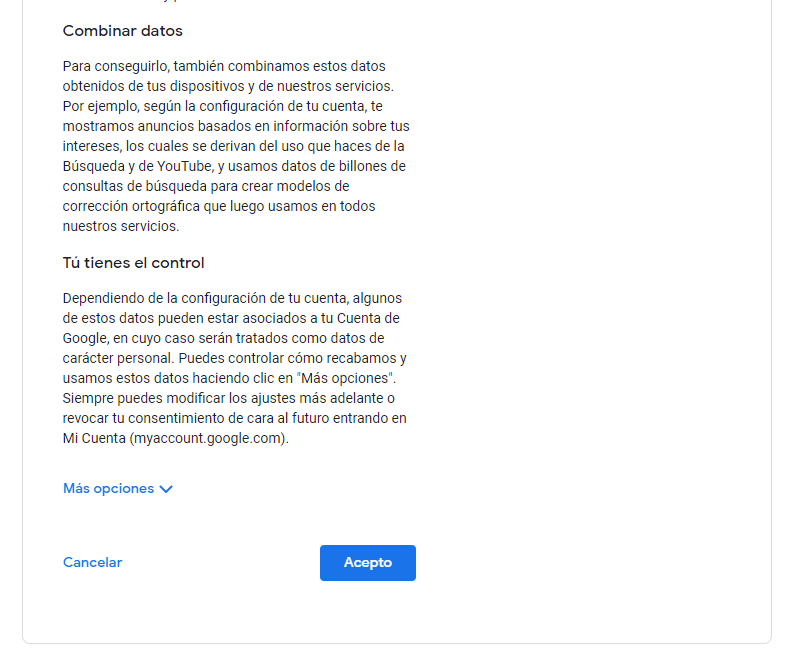 Combinar datos
Para conseguirlo, también combinamos estos datos
obtenidos de tus dispositivos y de nuestros servicios.
Por ejemplo, según la configuración de tu cuenta, te
mostramos anuncios basados en información sobre tus
intereses, los cuales se derivan del uso que haces de la
Búsqueda y de YouTube, y usamos datos de billones de
consultas de búsqueda para crear modelos de
corrección ortográfica que luego usamos en todos
nuestros servicios.
Tú tienes el control
Dependiendo de la configuración de tu cuenta, algunos
de estos datos pueden estar asociados a tu Cuenta de
Google, en cuyo caso serán tratados como datos de
carácter personal. Puedes controlar cómo recabamos y
usamos estos datos haciendo clic en "Más opciones".
Siempre puedes modificar los ajustes más adelante o
revocar tu consentimiento de cara al futuro entrando en
Mi Cuenta (myaccount.google.com).
Más opciones
Cancelar
Acepto